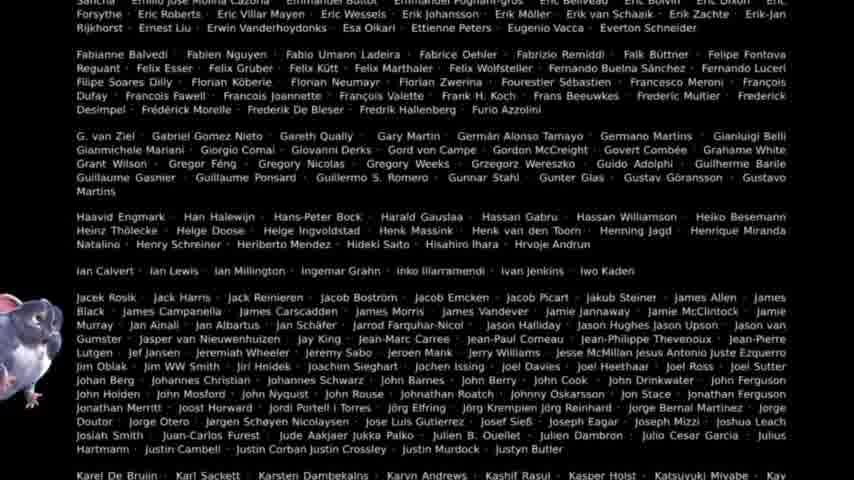 Forsythe · Eric Roberts · Eric Villar Mayen · Eric Wessels · Erik Johansson · Erik Möller · Erik van Schaaik · Erik Zachte · Erik-Jan
Rijkhorst · Ernest Liu · Erwin Vanderhoydonks · Esa Oikari · Ettienne Peters · Eugenio Vacca · Everton Schneider
Fabianne Balvedi · Fabien Nguyen · Fabio Umann Ladeira · Fabrice Oehler · Fabrizio Remiddi · Falk Büttner · Felipe Fontova
Reguant · Felix Esser · Felix Gruber · Felix Kütt · Felix Marthaler · Felix Wolfsteller · Fernando Buelna Sánchez · Fernando Luceri
Filipe Soares Dilly · Florian Köberle · Florian Neumayr · Florian Zwerina · Fourestier Sébastien · Francesco Meroni · François
Dufay · Francois Fawell · Francois Joannette · François Valette · Frank H. Koch · Frans Beeuwkes · Frederic Multier · Frederick
Desimpel · Frédérick Morelle · Frederik De Bleser · Fredrik Hallenberg · Furio Azzolini
G. van Ziel · Gabriel Gomez Nieto · Gareth Qually · Gary Martin · Germán Alonso Tamayo · Germano Martins · Gianluigi Belli
Gianmichele Mariani · Giorgio Comai · Giovanni Derks · Gord von Campe · Gordon McCreight · Govert Combée · Grahame White
Grant Wilson · Gregor Féng · Gregory Nicolas · Gregory Weeks · Grzegorz Wereszko · Guido Adolphi · Guilherme Barile
Guillaume Gasnier · Guillaume Ponsard · Guillermo S. Romero · Gunnar Stahl · Gunter Glas · Gustav Göransson · Gustavo
Martins
Haavid Engmark · Han Halewijn · Hans-Peter Bock · Harald Gauslaa · Hassan Gabru · Hassan Williamson · Heiko Besemann
Heinz Thölecke · Helge Doose · Helge Ingvoldstad · Henk Massink · Henk van den Toorn · Henning Jagd · Henrique Miranda
Natalino · Henry Schreiner · Heriberto Mendez · Hideki Saito · Hisahiro Ihara · Hrvoje Andrun
Ian Calvert · Ian Lewis · Ian Millington · Ingemar Grahn · Inko Illarramendi · Ivan Jenkins · Iwo Kaden
Jacek Rosik · Jack Harris · Jack Reinieren · Jacob Boström · Jacob Emcken · Jacob Picart · Jakub Steiner · James Allen · James
Black · James Campanella · James Carscadden · James Morris · James Vandever · Jamie Jannaway · Jamie McClintock · Jamie
Murray · Jan Ainali · Jan Albartus · Jan Schäfer · Jarrod Farquhar-Nicol · Jason Halliday · Jason Hughes Jason Upson · Jason van
Gumster · Jasper van Nieuwenhuizen · Jay King · Jean-Marc Carree · Jean-Paul Comeau · Jean-Philippe Thevenoux · Jean-Pierre
Lutgen · Jef Jansen · Jeremiah Wheeler · Jeremy Sabo · Jeroen Mank · Jerry Williams · Jesse McMillan Jesus Antonio Juste Ezquerro
Jim Oblak · Jim WW Smith · Jiri Hnidek · Joachim Sieghart · Jochen Issing · Joel Davies · Joel Heethaar · Joel Ross · Joel Sutter
Johan Berg · Johannes Christian · Johannes Schwarz · John Barnes · John Berry · John Cook · John Drinkwater · John Ferguson
John Holden · John Mosford · John Nyquist · John Rouse · Johnathan Roatch · Johnny Oskarsson · Jon Stace · Jonathan Ferguson
Jonathan Merritt · Joost Horward · Jordi Portell i Torres · Jörg Elfring · Jörg Krempien Jörg Reinhard · Jorge Bernal Martinez · Jorge
Doutor · Jorge Otero · Jørgen Schøyen Nicolaysen · Jose Luis Gutierrez · Josef Sieß · Joseph Eagar · Joseph Mizzi · Joshua Leach
Josiah Smith · Juan-Carlos Furest · Jude Aakjaer Jukka Palko · Julien B. Ouellet · Julien Dambron · Julio Cesar Garcia · Julius
Hartmann · Justin Cambell · Justin Corban Justin Crossley · Justin Murdock · Justyn Butler
Karel De Bruijn · Karl Sackett · Karsten Dambekalns · Karyn Andrews · Kashif Rasul · Kasper Holst · Katsuyuki Miyabe · Kay